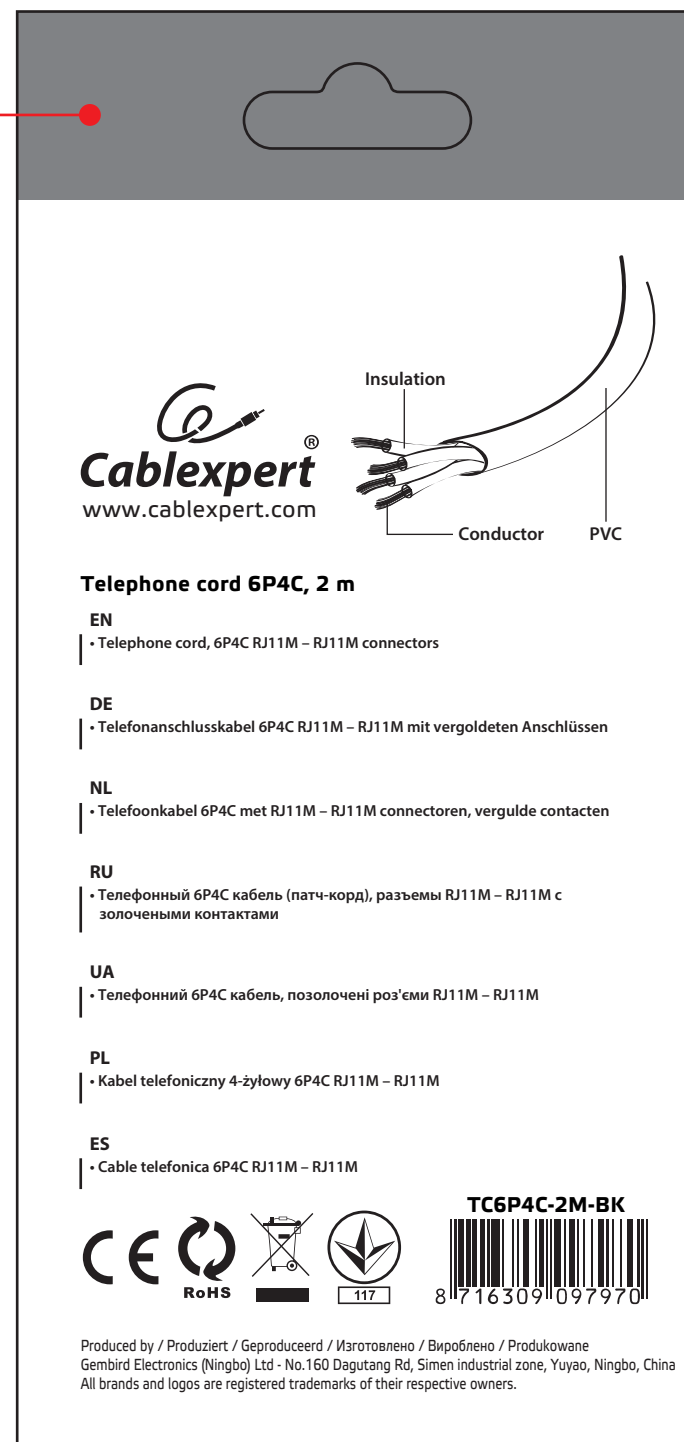 Insulation
Cablexpert®
www.cablexpert.com
Conductor PVC
Telephone cord 6P4C, 2 m
EN
• Telephone cord, 6P4C RJ11M – RJ11M connectors
DE
• Telefonanschlusskabel 6P4C RJ11M – RJ11M mit vergoldeten Anschlüssen
NL
• Telefoonkabel 6P4C met RJ11M – RJ11M connectoren, vergulde contacten
RU
• Телефонный 6P4C кабель (патч-корд), разъемы RJ11M – RJ11M с
золочеными контактами
UA
• Телефонний 6P4C кабель, позолочені роз'єми RJ11M – RJ11M
PL
• Kabel telefoniczny 4-żyłowy 6P4C RJ11M – RJ11M
ES
• Cable telefonica 6P4C RJ11M – RJ11M
TC6P4C-2M-BK
CE
RoHS
117
8 716309 097970
Produced by / Produziert / Geproduceerd / Изготовлено / Вироблено / Produkowane
Gembird Electronics (Ningbo) Ltd - No.160 Dagutang Rd, Simen industrial zone, Yuyao, Ningbo, China
All brands and logos are registered trademarks of their respective owners.